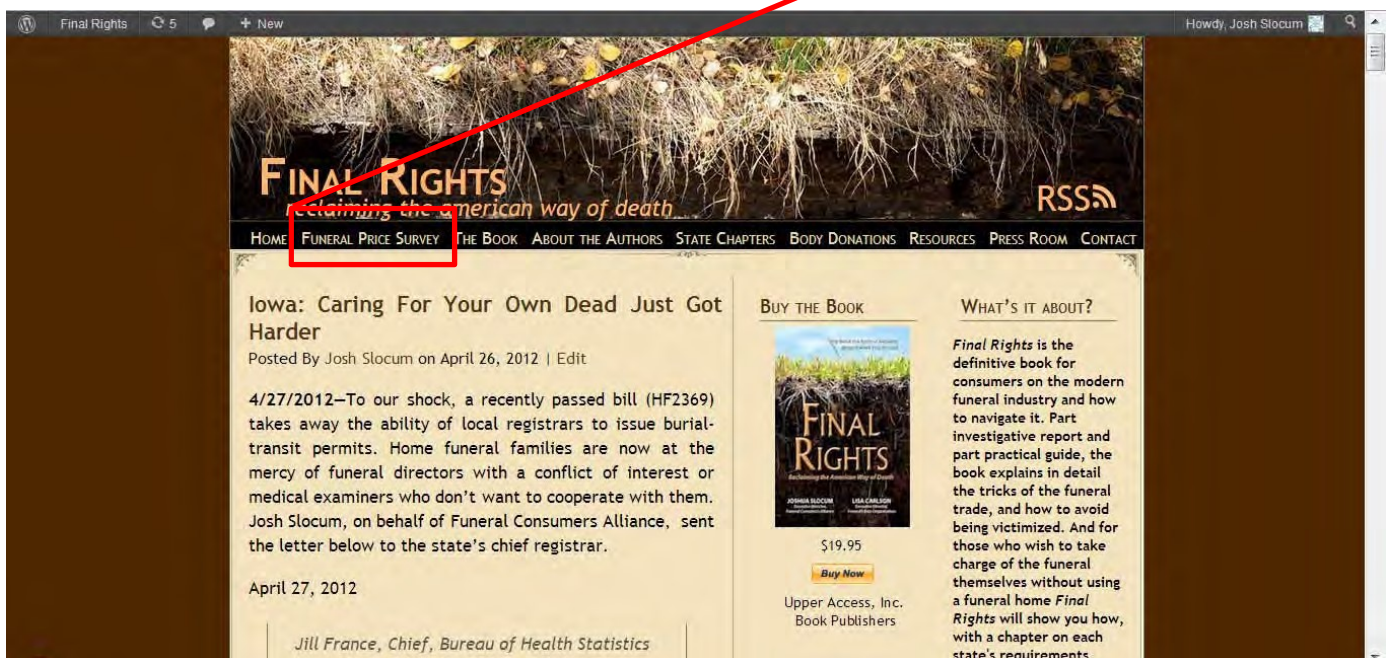 Final Rights 5 + New Howdy, Josh Slocum
FINAL RIGHTS
reclaiming the american way of death
RSS
HOME FUNERAL PRICE SURVEY THE BOOK ABOUT THE AUTHORS STATE CHAPTERS BODY DONATIONS RESOURCES PRESS ROOM CONTACT
Iowa: Caring For Your Own Dead Just Got
Harder
Posted By Josh Slocum on April 26, 2012 | Edit
4/27/2012—To our shock, a recently passed bill (HF2369)
takes away the ability of local registrars to issue burial-
transit permits. Home funeral families are now at the
mercy of funeral directors with a conflict of interest or
medical examiners who don't want to cooperate with them.
Josh Slocum, on behalf of Funeral Consumers Alliance, sent
the letter below to the state's chief registrar.
April 27, 2012
Jill France, Chief, Bureau of Health Statistics
BUY THE BOOK
FINAL
RIGHTS
Reclaiming the American Way of Death
JOSHUA SLOCUM LISA CARLSON
$19.95
Buy Now
Upper Access, Inc.
Book Publishers
WHAT'S IT ABOUT?
Final Rights is the
definitive book for
consumers on the modern
funeral industry and how
to navigate it. Part
investigative report and
part practical guide, the
book explains in detail
the tricks of the funeral
trade, and how to avoid
being victimized. And for
those who wish to take
charge of the funeral
themselves without using
a funeral home Final
Rights will show you how,
with a chapter on each
state's requirements